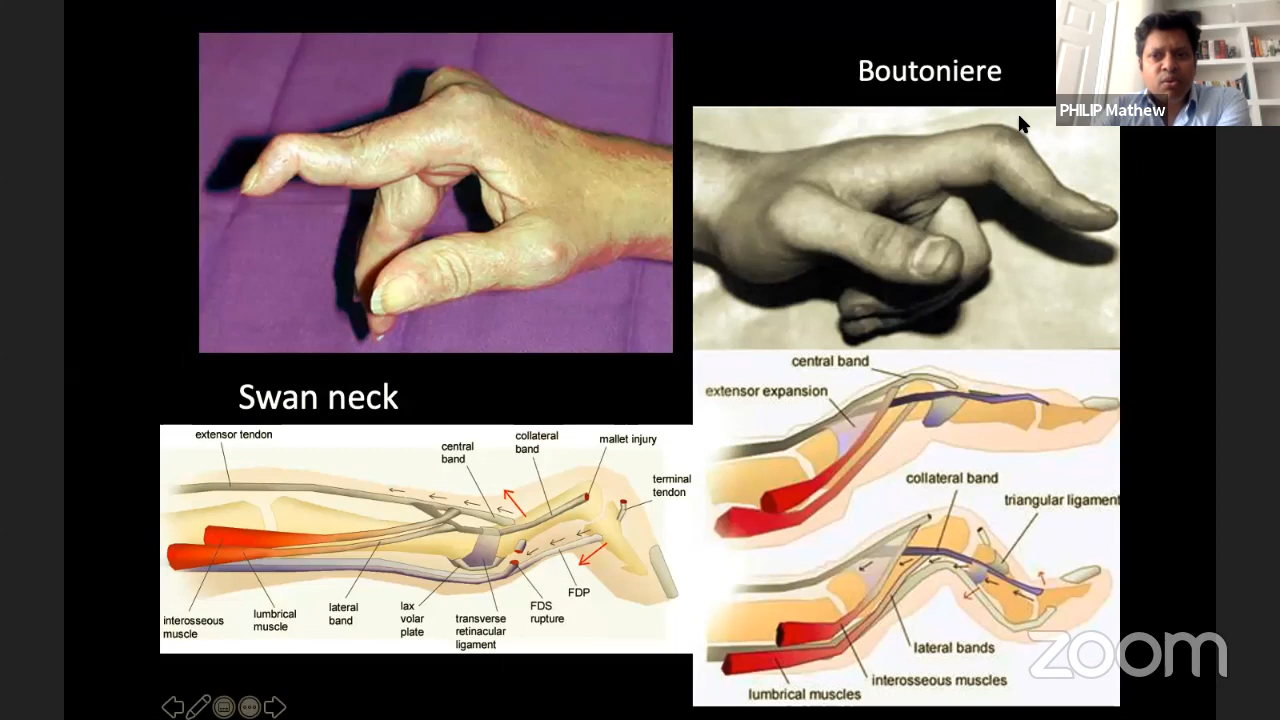 Boutoniere
PHILIP Mathew
Swan neck
extensor tendon
central
band
collateral
band
mallet injury
terminal
tendon
interosseous
muscle
lumbrical
muscle
lateral
band
lax
volar
plate
transverse
retinacular
ligament
FDS
rupture
FDP
central band
extensor expansion
collateral band
triangular ligament
lateral bands
interosseous muscles
lumbrical muscles
zoom